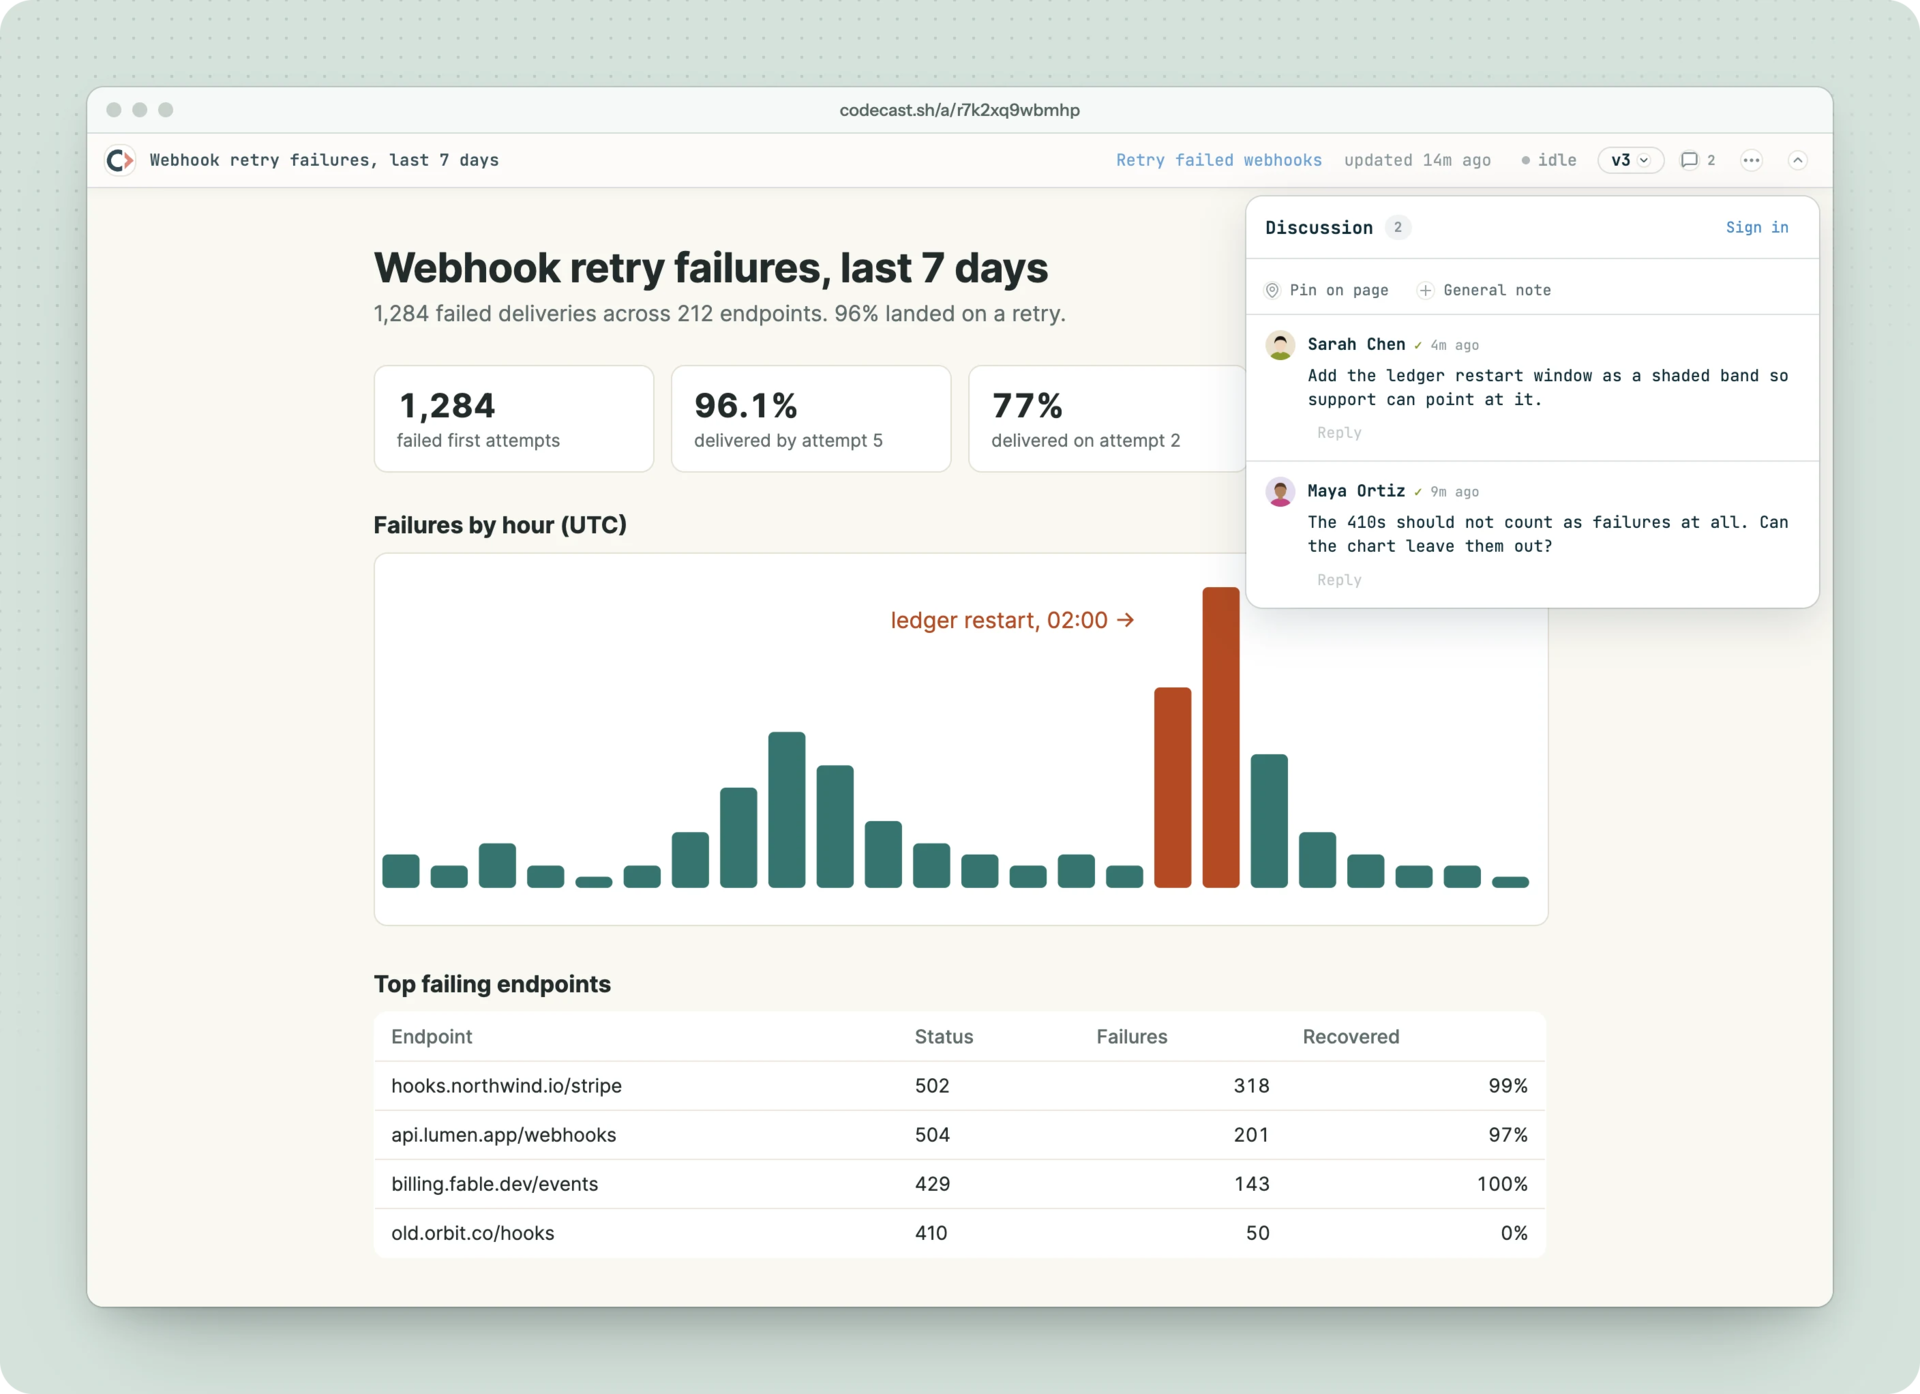 codecast.sh/a/r7k2xq9wbmhp
Webhook retry failures, last 7 days
Retry failed webhooks updated 14m ago idle v3 2
Discussion 2 Sign in
Pin on page General note
Sarah Chen ✓ 4m ago
Add the ledger restart window as a shaded band so
support can point at it.
Reply
Maya Ortiz ✓ 9m ago
The 410s should not count as failures at all. Can
the chart leave them out?
Reply
Webhook retry failures, last 7 days
1,284 failed deliveries across 212 endpoints. 96% landed on a retry.
1,284
failed first attempts
96.1%
delivered by attempt 5
77%
delivered on attempt 2
Failures by hour (UTC)
ledger restart, 02:00 →
Top failing endpoints
Endpoint Status Failures Recovered
hooks.northwind.io/stripe 502 318 99%
api.lumen.app/webhooks 504 201 97%
billing.fable.dev/events 429 143 100%
old.orbit.co/hooks 410 50 0%